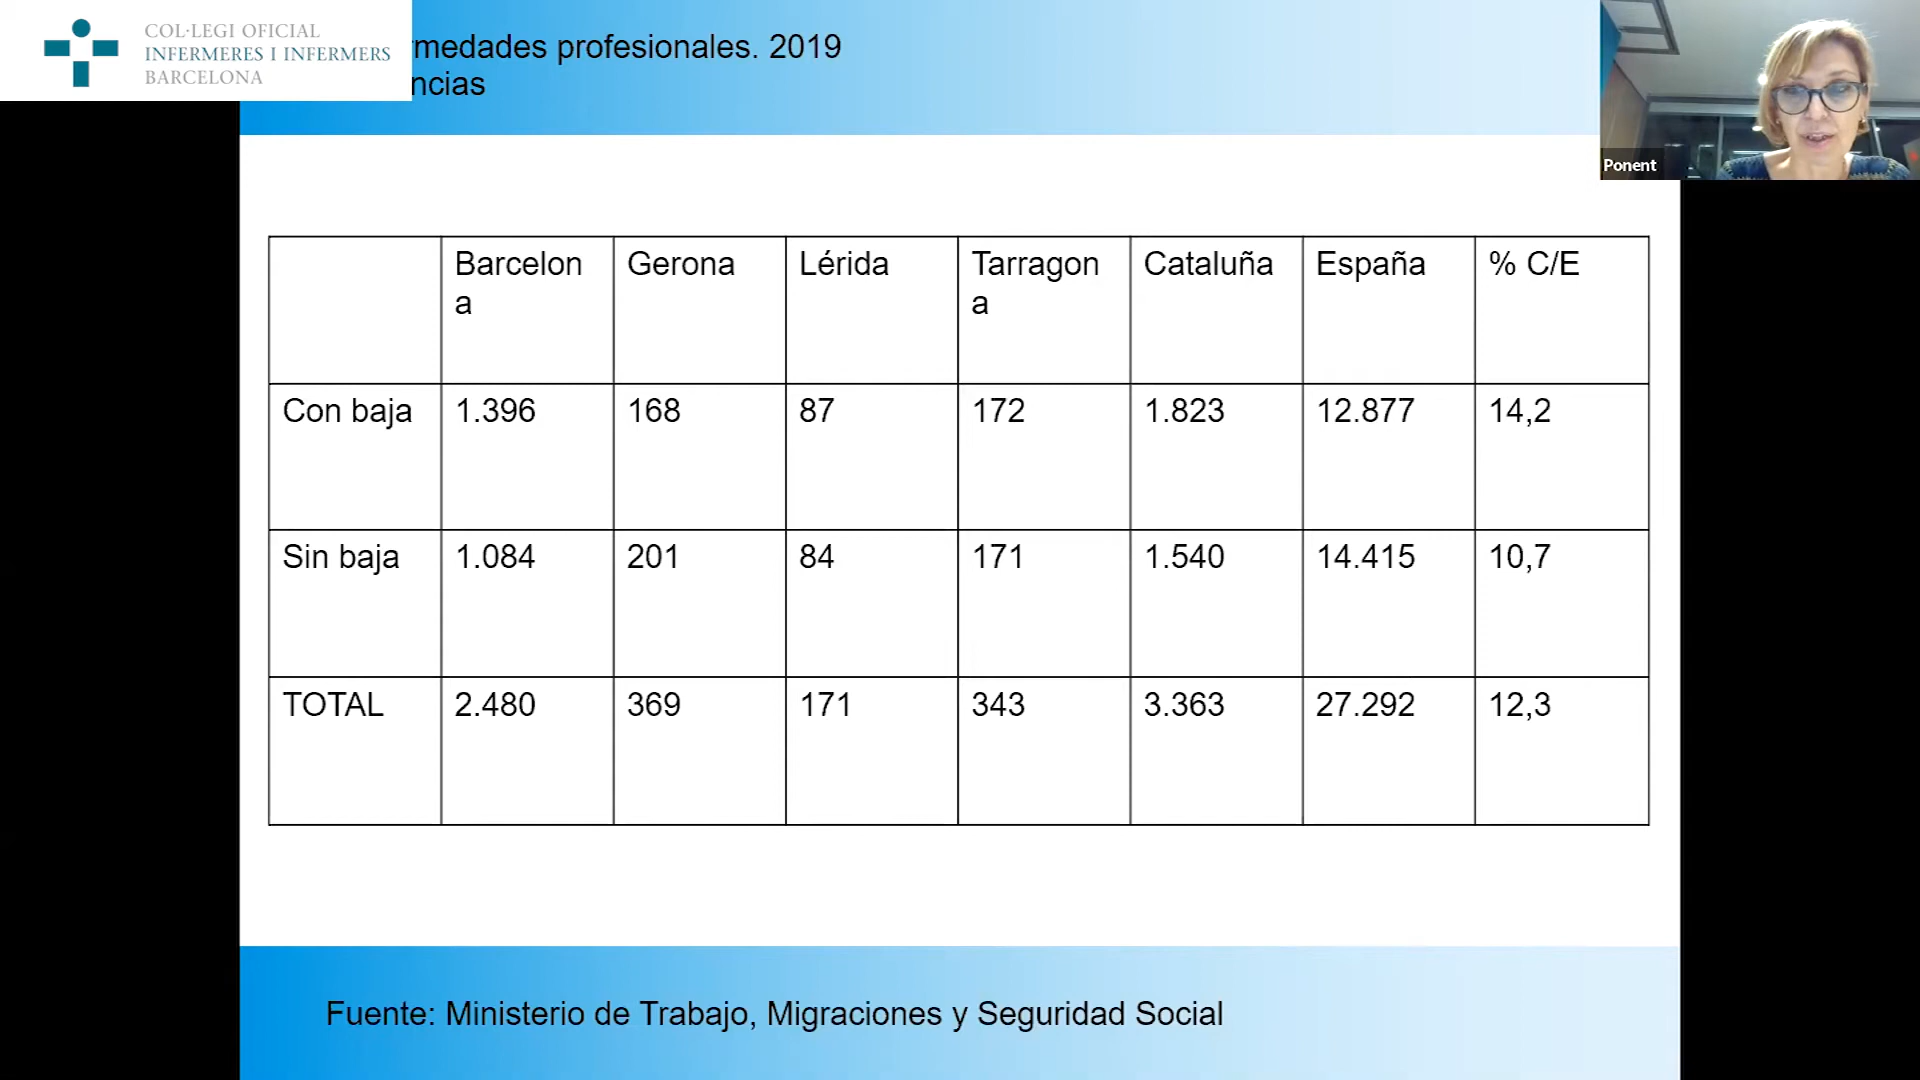 COL·LEGI OFICIAL
INFERMERES I INFERMERS
BARCELONA
rmedades profesionales. 2019
ncias
Ponent
Barcelon
a
Gerona
Lérida
Tarragon
a
Cataluña
España
% C/E
Con baja
1.396
168
87
172
1.823
12.877
14,2
Sin baja
1.084
201
84
171
1.540
14.415
10,7
TOTAL
2.480
369
171
343
3.363
27.292
12,3
Fuente: Ministerio de Trabajo, Migraciones y Seguridad Social